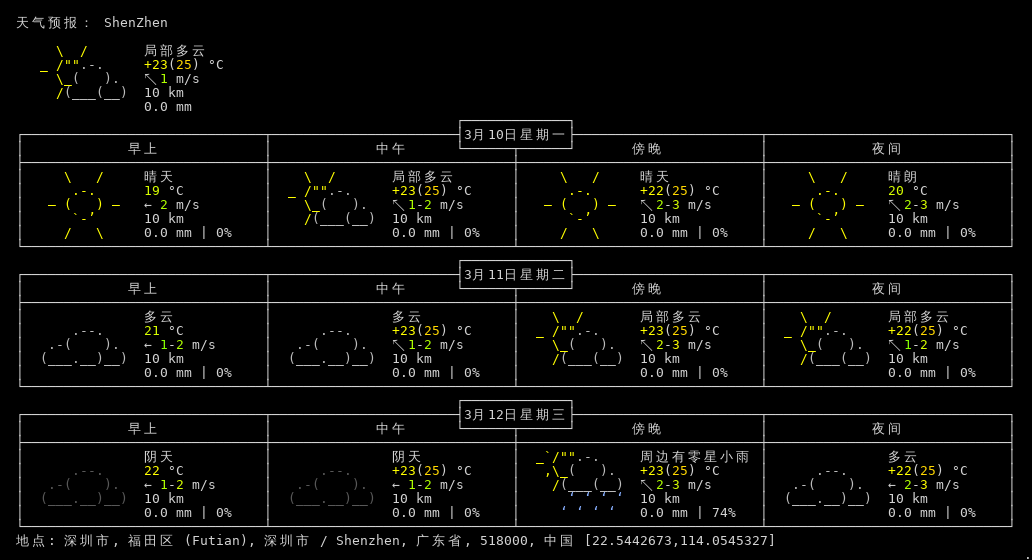 天气预报： ShenZhen
局部多云
+23(25) °C
↖ 1 m/s
10 km
0.0 mm
3月10日星期一
早上 中午 傍晚 夜间
晴天 局部多云 晴天 晴朗
19 °C +23(25) °C +22(25) °C 20 °C
← 2 m/s ↖ 1-2 m/s ↖ 2-3 m/s ↖ 2-3 m/s
10 km 10 km 10 km 10 km
0.0 mm | 0% 0.0 mm | 0% 0.0 mm | 0% 0.0 mm | 0%
3月11日星期二
早上 中午 傍晚 夜间
多云 多云 局部多云 局部多云
21 °C +23(25) °C +23(25) °C +22(25) °C
← 1-2 m/s ↖ 1-2 m/s ↖ 2-3 m/s ↖ 1-2 m/s
10 km 10 km 10 km 10 km
0.0 mm | 0% 0.0 mm | 0% 0.0 mm | 0% 0.0 mm | 0%
3月12日星期三
早上 中午 傍晚 夜间
阴天 阴天 周边有零星小雨 多云
22 °C +23(25) °C +23(25) °C +22(25) °C
← 1-2 m/s ← 1-2 m/s ↖ 2-3 m/s ← 2-3 m/s
10 km 10 km 10 km 10 km
0.0 mm | 0% 0.0 mm | 0% 0.0 mm | 74% 0.0 mm | 0%
地点: 深圳市, 福田区 (Futian), 深圳市 / Shenzhen, 广东省, 518000, 中国 [22.5442673,114.0545327]